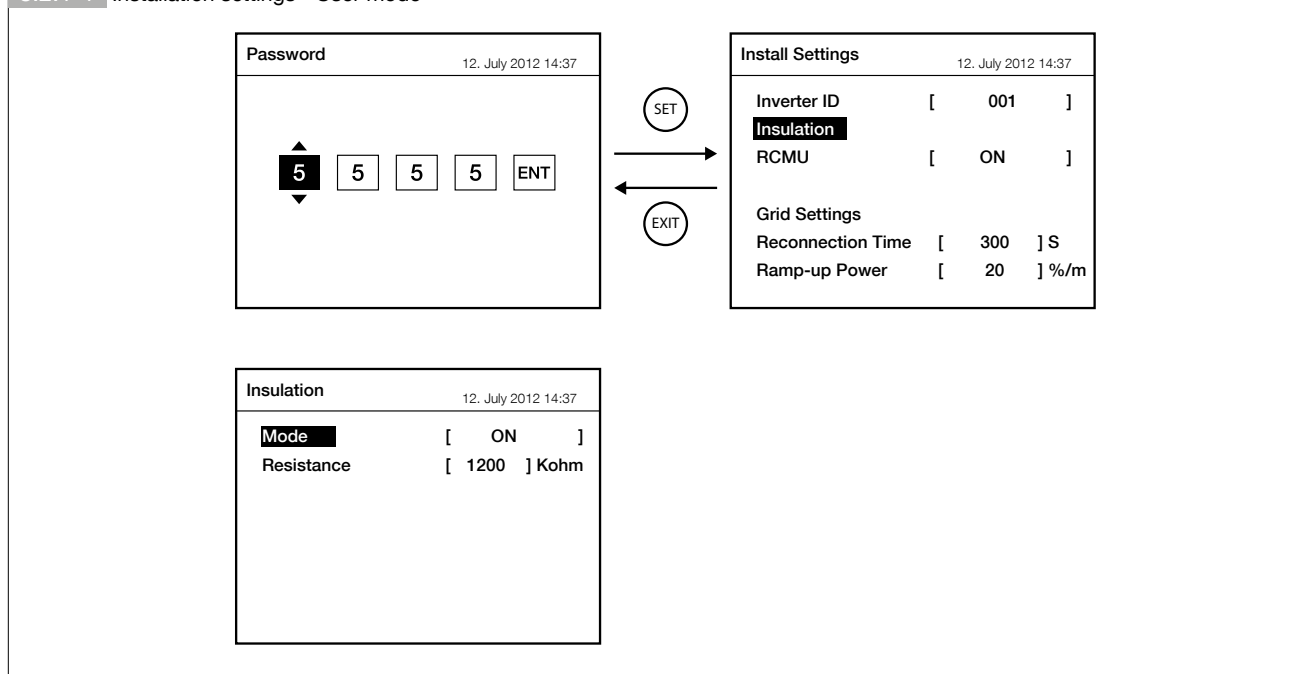 Installation settings - User mode
Password
12. July 2012 14:37
5 5 5 5 ENT
SET
EXIT
Install Settings
12. July 2012 14:37
Inverter ID [ 001 ]
Insulation
RCMU [ ON ]
Grid Settings
Reconnection Time [ 300 ] S
Ramp-up Power [ 20 ] %/m
Insulation
12. July 2012 14:37
Mode [ ON ]
Resistance [ 1200 ] Kohm